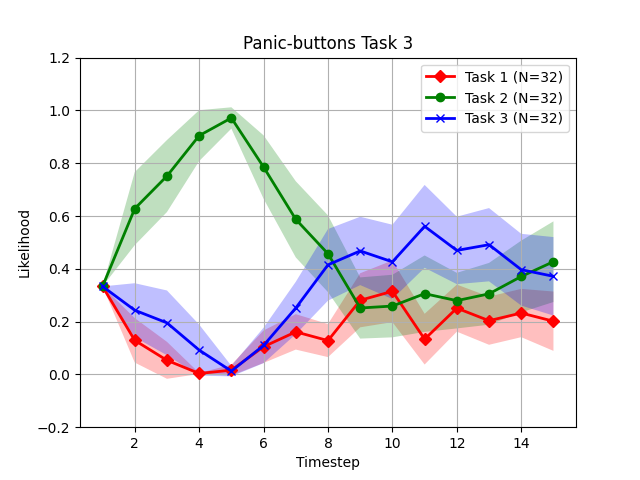 Panic-buttons Task 3
Task 1 (N=32)
Task 2 (N=32)
Task 3 (N=32)
1.2
1.0
0.8
0.6
0.4
0.2
0.0
−0.2
Likelihood
2 4 6 8 10 12 14
Timestep